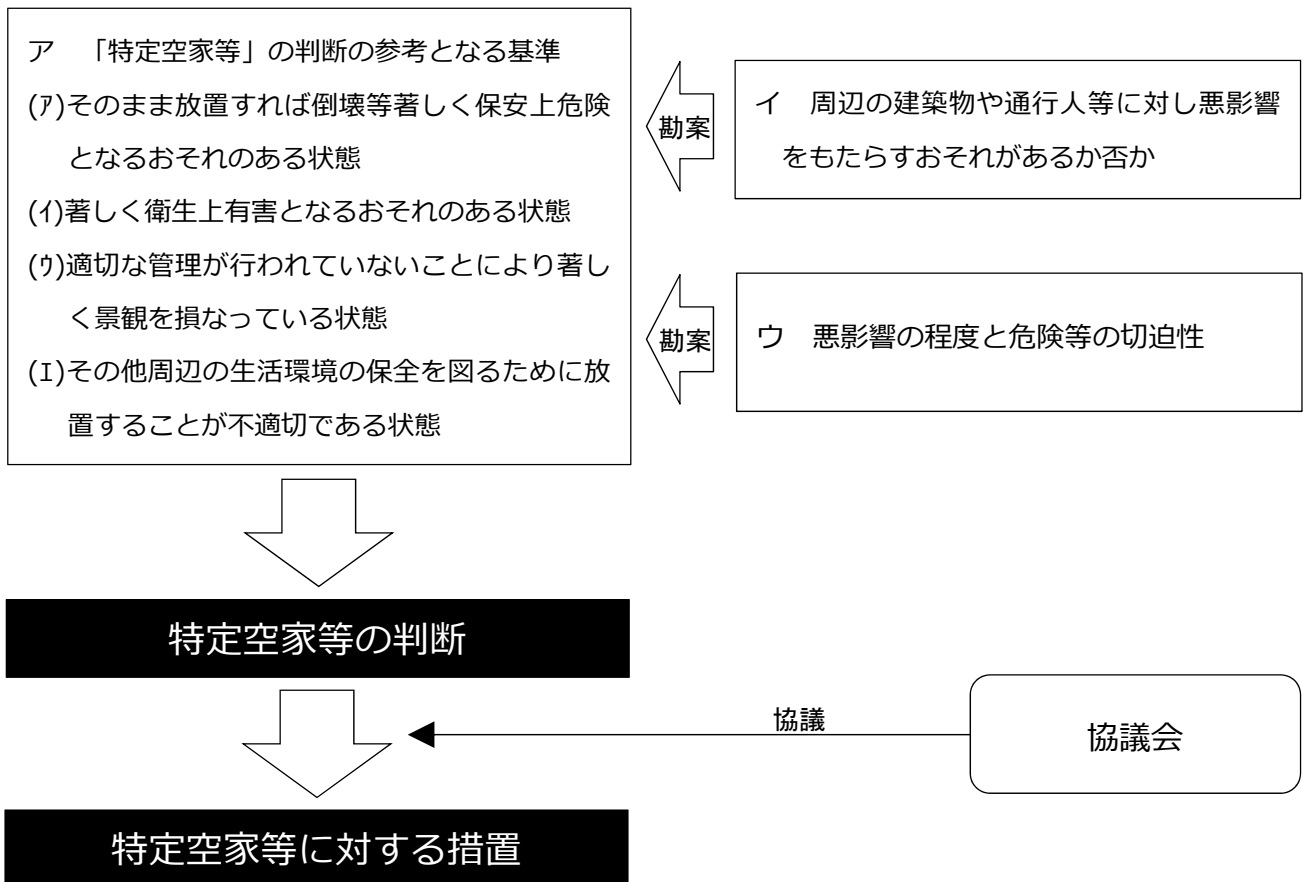 ア 「特定空家等」の判断の参考となる基準
(ｱ)そのまま放置すれば倒壊等著しく保安上危険
となるおそれのある状態
(ｲ)著しく衛生上有害となるおそれのある状態
(ｳ)適切な管理が行われていないことにより著し
く景観を損なっている状態
(ｴ)その他周辺の生活環境の保全を図るために放
置することが不適切である状態
勘案
イ 周辺の建築物や通行人等に対し悪影響
をもたらすおそれがあるか否か
勘案
ウ 悪影響の程度と危険等の切迫性
特定空家等の判断
協議
協議会
特定空家等に対する措置